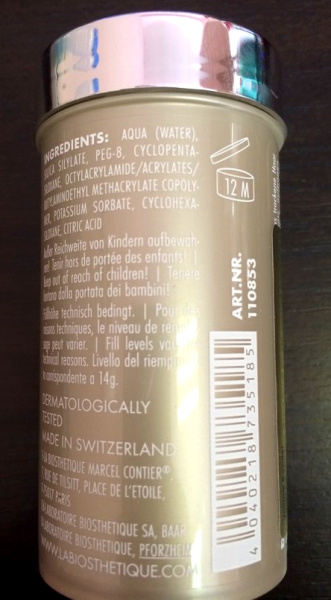 INGREDIENTS: AQUA (WATER),
SILICA SILYLATE, PEG-8, CYCLOPENTA-
SILOXANE, OCTYLACRYLAMIDE/ACRYLATES/
BUTYLAMINOETHYL METHACRYLATE COPOLY-
MER, POTASSIUM SORBATE, CYCLOHEXA-
SILOXANE, CITRIC ACID
Außer Reichweite von Kindern aufbewah-
ren! Tenir hors de portée des enfants! |
Keep out of reach of children! | Tenere
lontano dalla portata dei bambini!
Füllhöhe technisch bedingt. | Pour des
raisons techniques, le niveau de rem-
sage peut varier. | Fill levels vary
technical reasons. Livello del riempim
corrispondente a 14g.
DERMATOLOGICALLY
TESTED
MADE IN SWITZERLAND
LA BIOSTHETIQUE MARCEL CONTIER®,
RUE DE TILSITT, PLACE DE L'ETOILE,
75017 PARIS
LABORATOIRE BIOSTHETIQUE SA, BAAR
LABORATOIRE BIOSTHETIQUE, PFORZHEIM
WWW.LABIOSTHETIQUE.COM
12 M
ART.NR.
110853
4 040218 735185